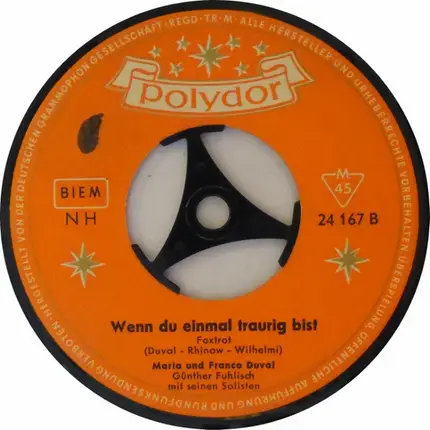 HERGESTELLT VON DER DEUTSCHEN GRAMMOPHON GESELLSCHAFT · REGD·TR·M·ALLE HERSTELLER UND URHEBERRECHTE VORBEHALTEN
ÜBERSPIELUNG, ÖFFENTLICHE AUFFÜHRUNG UND RUNDFUNKSENDUNG VERBOTEN·
Polydor
BIEM
NH
M
45
24 167 B
Wenn du einmal traurig bist
Foxtrot
(Duval - Rhinow - Wilhelmi)
Maria und Franco Duval
Günther Fuhlisch
mit seinen Solisten